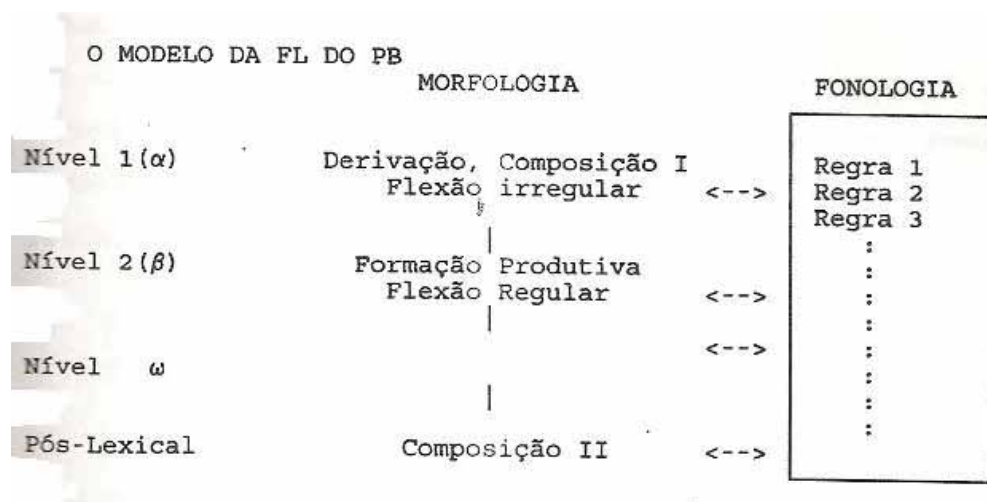 O MODELO DA FL DO PB
MORFOLOGIA
FONOLOGIA
Nível 1(α) Derivação, Composição I Regra 1
Flexão irregular <--> Regra 2
Regra 3
:
Nível 2(β) Formação Produtiva :
Flexão Regular <--> :
:
<--> :
Nível ω :
:
:
Pós-Lexical Composição II <-->